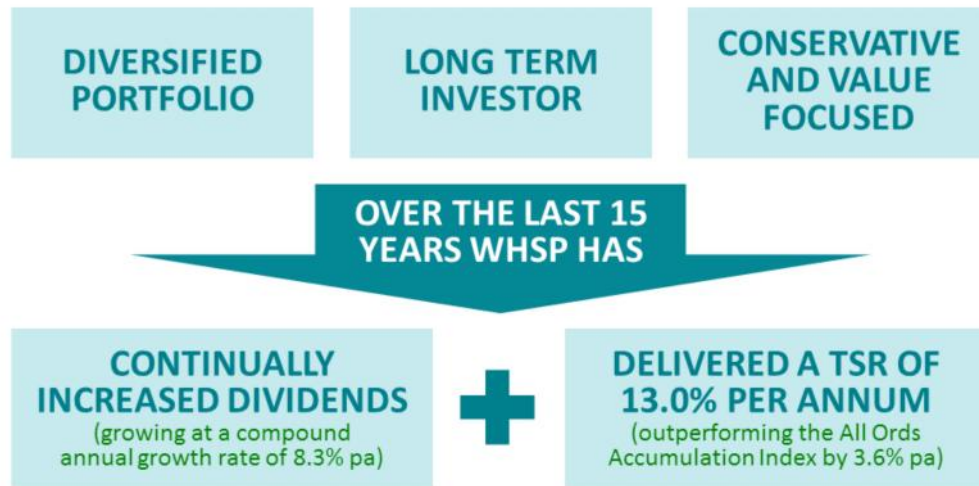 DIVERSIFIED
PORTFOLIO
LONG TERM
INVESTOR
CONSERVATIVE
AND VALUE
FOCUSED
OVER THE LAST 15
YEARS WHSP HAS
CONTINUALLY
INCREASED DIVIDENDS
(growing at a compound
annual growth rate of 8.3% pa)
DELIVERED A TSR OF
13.0% PER ANNUM
(outperforming the All Ords
Accumulation Index by 3.6% pa)